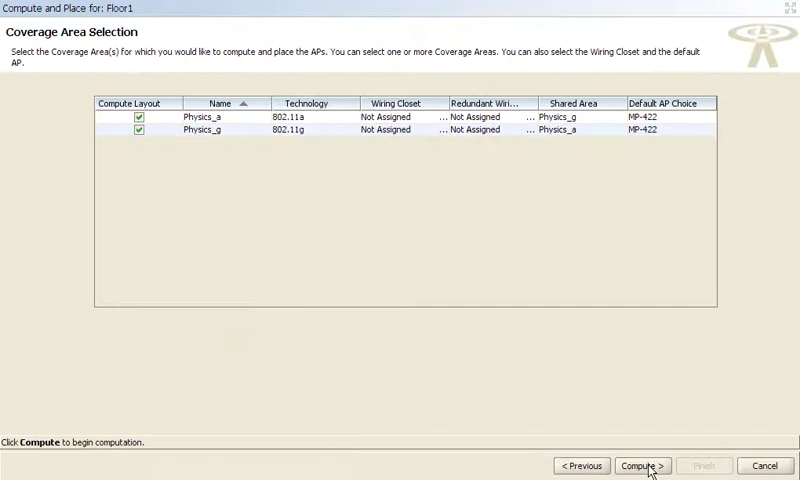 Compute and Place for: Floor1
Coverage Area Selection
Select the Coverage Area(s) for which you would like to compute and place the APs. You can select one or more Coverage Areas. You can also select the Wiring Closet and the default
AP.
Compute Layout Name Technology Wiring Closet Redundant Wiri... Shared Area Default AP Choice
Physics_a 802.11a Not Assigned ... Not Assigned ... Physics_g MP-422
Physics_g 802.11g Not Assigned ... Not Assigned ... Physics_a MP-422
Click Compute to begin computation.
< Previous Compute > Finish Cancel